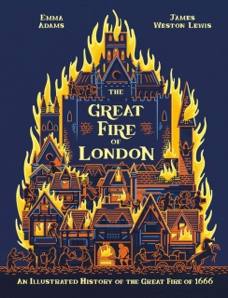 Emma Adams
James Weston Lewis
The
Great
Fire
of
London
An Illustrated History of the Great Fire of 1666